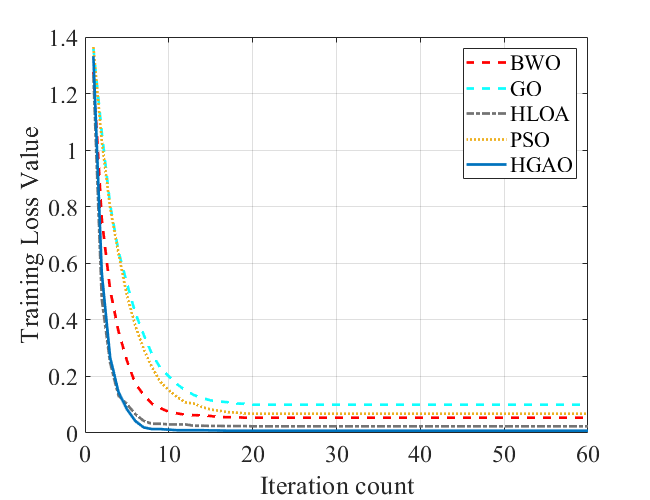 1.4
1.2
1
0.8
0.6
0.4
0.2
0
Training Loss Value
BWO
GO
HLOA
PSO
HGAO
0 10 20 30 40 50 60
Iteration count